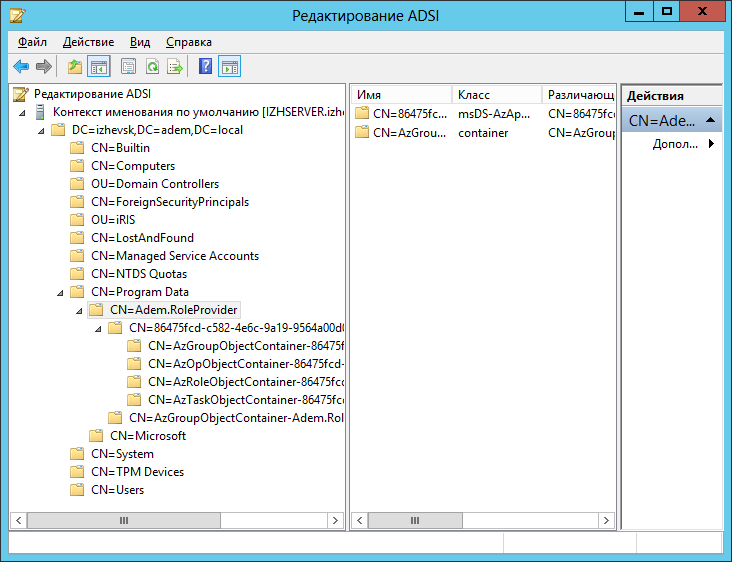 Редактирование ADSI
Файл Действие Вид Справка
Редактирование ADSI
Контекст именования по умолчанию [IZHSERVER.izhe
DC=izhevsk,DC=adem,DC=local
CN=Builtin
CN=Computers
OU=Domain Controllers
CN=ForeignSecurityPrincipals
OU=iRIS
CN=LostAndFound
CN=Managed Service Accounts
CN=NTDS Quotas
CN=Program Data
CN=Adem.RoleProvider
CN=86475fcd-c582-4e6c-9a19-9564a00d0
CN=AzGroupObjectContainer-86475f
CN=AzOpObjectContainer-86475fcd-
CN=AzRoleObjectContainer-86475fcd
CN=AzTaskObjectContainer-86475fcd
CN=AzGroupObjectContainer-Adem.Rol
CN=Microsoft
CN=System
CN=TPM Devices
CN=Users
Имя Класс Различающ
CN=86475fc... msDS-AzAp... CN=86475fc
CN=AzGrou... container CN=AzGroup
Действия
CN=Ade...
Допол...